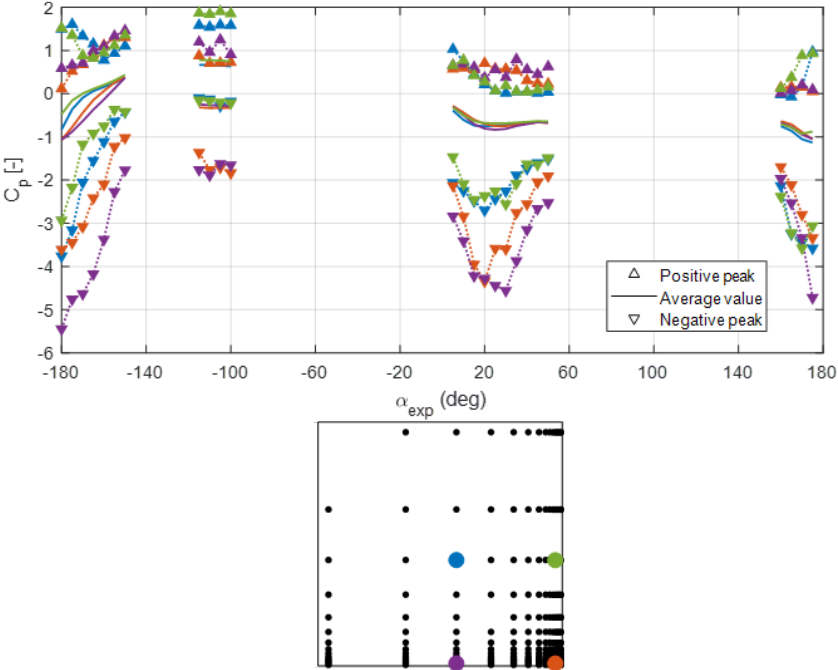 2
1
0
-1
-2
-3
-4
-5
-6
C_p [-]
Positive peak
Average value
Negative peak
-180 -140 -100 -60 -20 20 60 100 140 180
α_exp (deg)